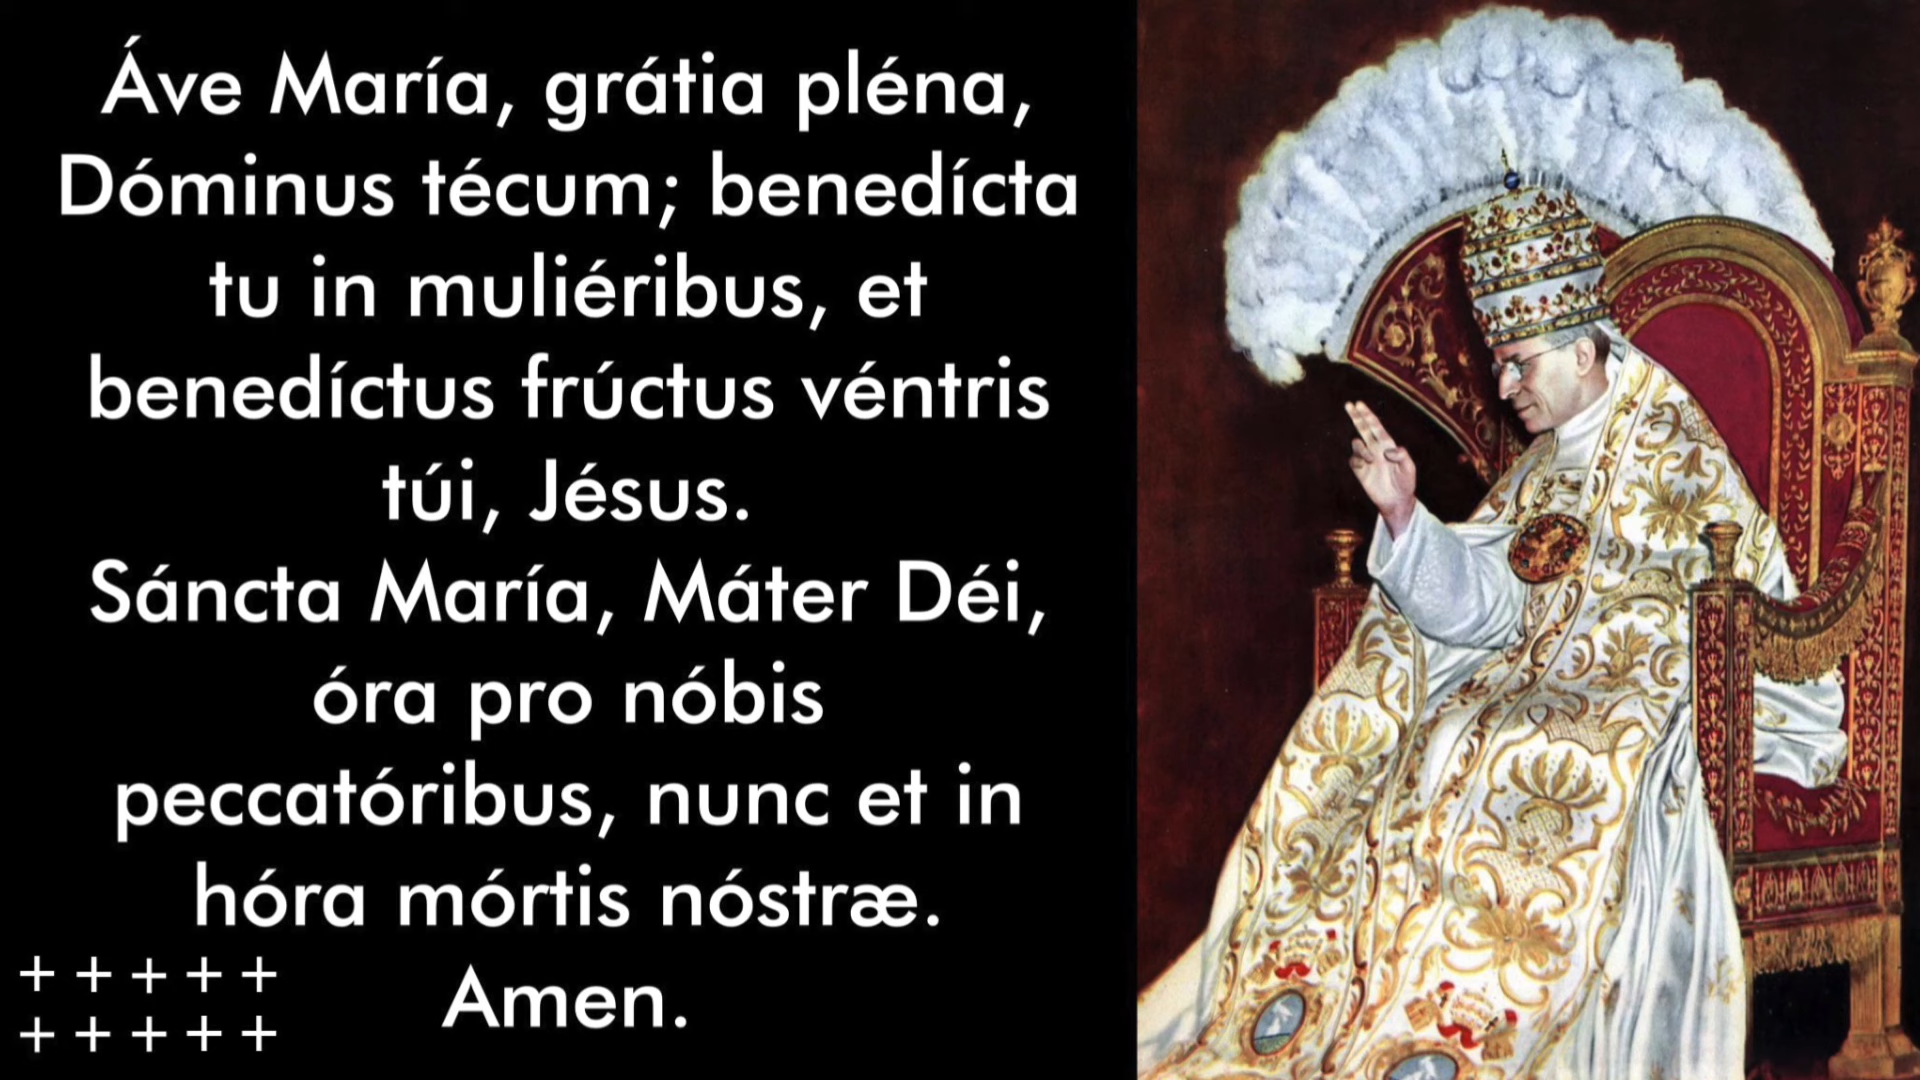 Áve María, grátia pléna,
Dóminus técum; benedícta
tu in muliéribus, et
benedíctus frúctus véntris
túi, Jésus.
Sáncta María, Máter Déi,
óra pro nóbis
peccatóribus, nunc et in
hóra mórtis nóstræ.
Amen.